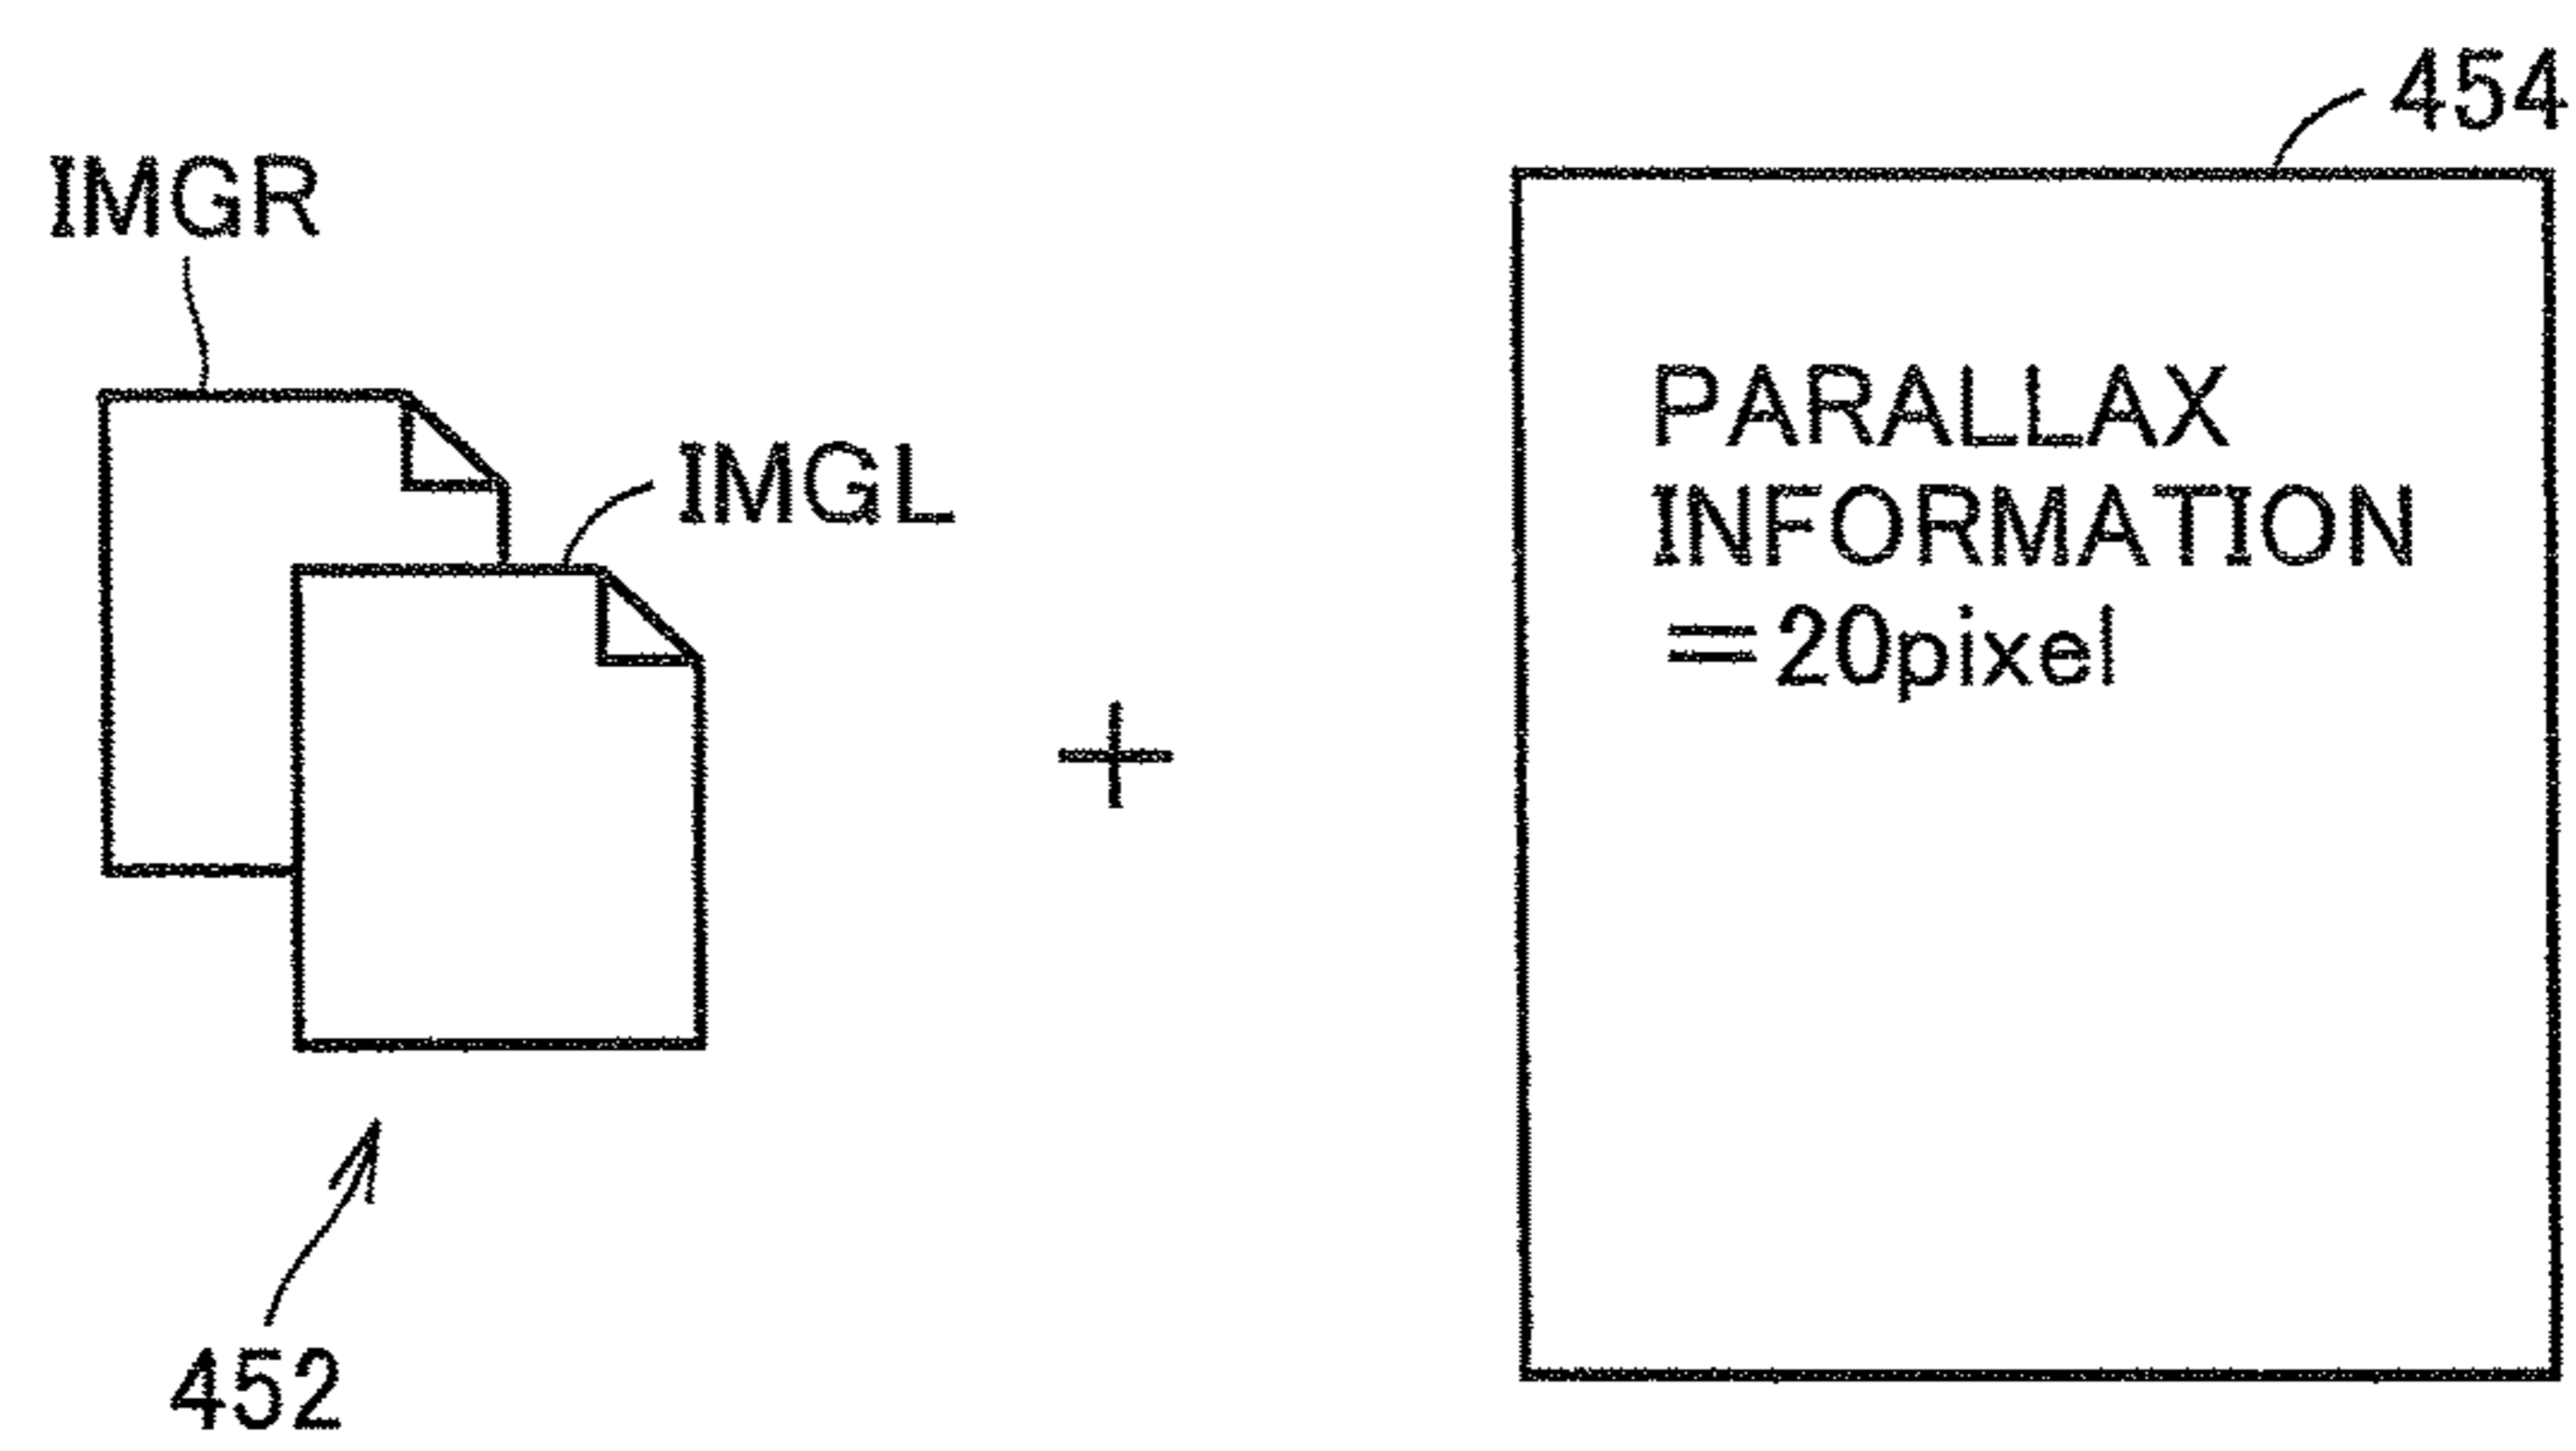 454
IMGR
IMGL
PARALLAX
INFORMATION
=20pixel
+
452